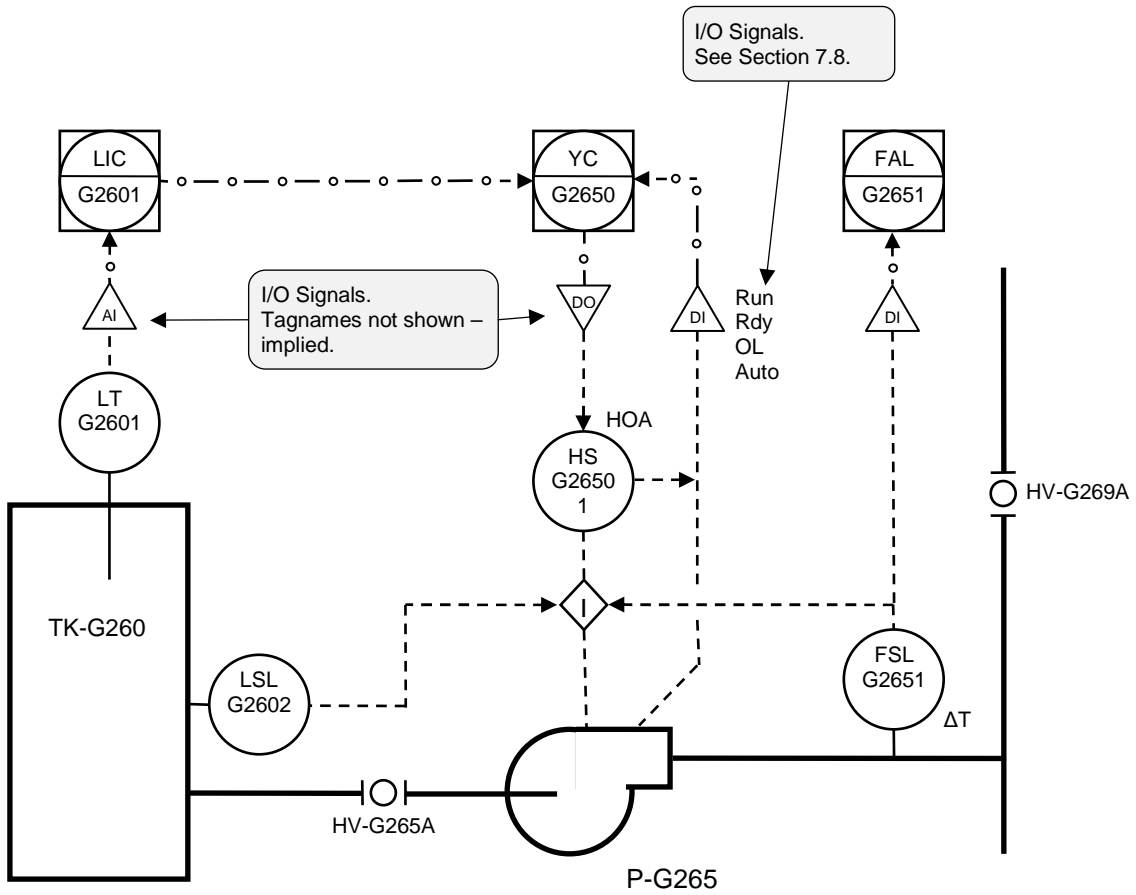 I/O Signals.
See Section 7.8.
LIC
G2601
YC
G2650
FAL
G2651
I/O Signals.
Tagnames not shown –
implied.
AI
DO
DI
Run
Rdy
OL
Auto
DI
LT
G2601
HOA
HS
G2650
1
HV-G269A
I
TK-G260
LSL
G2602
FSL
G2651
ΔT
HV-G265A
P-G265